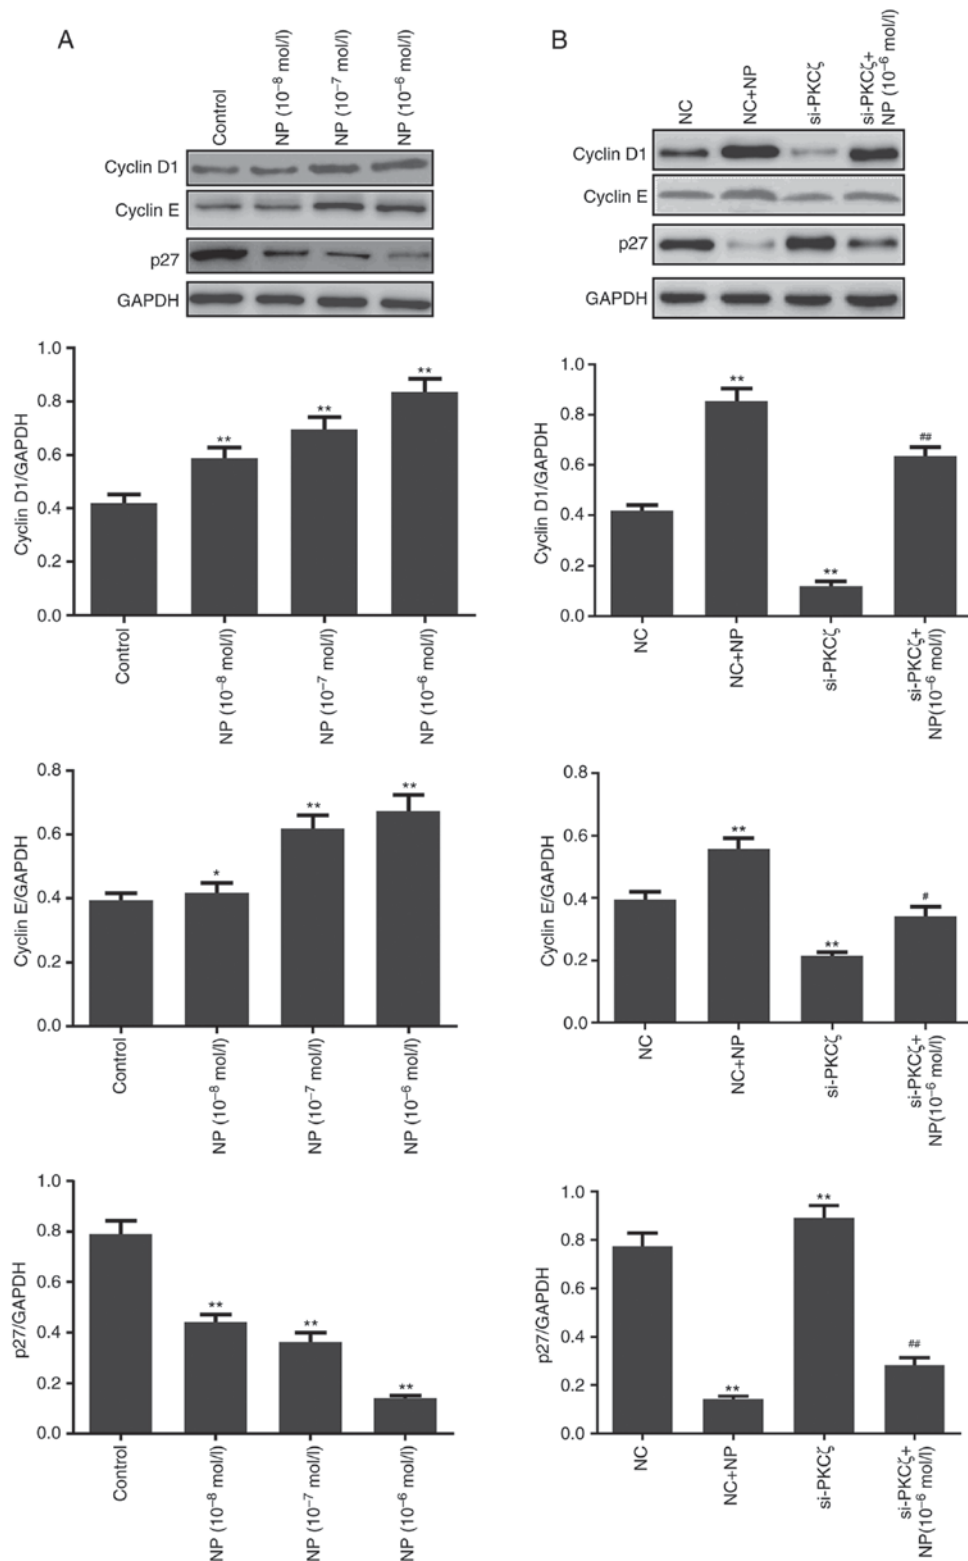 A
Control
NP (10⁻⁸ mol/l)
NP (10⁻⁷ mol/l)
NP (10⁻⁶ mol/l)
Cyclin D1
Cyclin E
p27
GAPDH
Cyclin D1/GAPDH
1.0
0.8
0.6
0.4
0.2
0.0
**
**
**
Control
NP (10⁻⁸ mol/l)
NP (10⁻⁷ mol/l)
NP (10⁻⁶ mol/l)
Cyclin E/GAPDH
0.8
0.6
0.4
0.2
0.0
*
**
**
Control
NP (10⁻⁸ mol/l)
NP (10⁻⁷ mol/l)
NP (10⁻⁶ mol/l)
p27/GAPDH
1.0
0.8
0.6
0.4
0.2
0.0
**
**
**
Control
NP (10⁻⁸ mol/l)
NP (10⁻⁷ mol/l)
NP (10⁻⁶ mol/l)
B
NC
NC+NP
si-PKCζ
si-PKCζ+
NP (10⁻⁶ mol/l)
Cyclin D1
Cyclin E
p27
GAPDH
Cyclin D1/GAPDH
1.0
0.8
0.6
0.4
0.2
0.0
**
**
##
NC
NC+NP
si-PKCζ
si-PKCζ+
NP(10⁻⁶ mol/l)
Cyclin E/GAPDH
0.8
0.6
0.4
0.2
0.0
**
**
#
NC
NC+NP
si-PKCζ
si-PKCζ+
NP(10⁻⁶ mol/l)
p27/GAPDH
1.0
0.8
0.6
0.4
0.2
0.0
**
**
##
NC
NC+NP
si-PKCζ
si-PKCζ+
NP(10⁻⁶ mol/l)